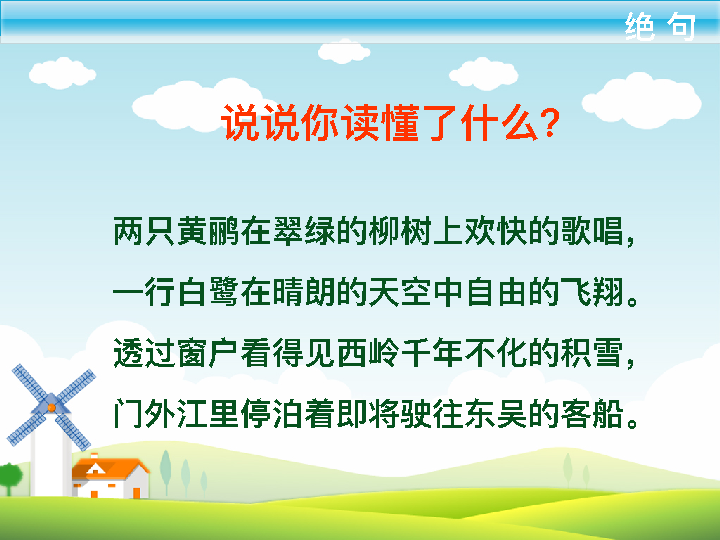 绝句
说说你读懂了什么?
两只黄鹂在翠绿的柳树上欢快的歌唱，
一行白鹭在晴朗的天空中自由的飞翔。
透过窗户看得见西岭千年不化的积雪，
门外江里停泊着即将驶往东吴的客船。